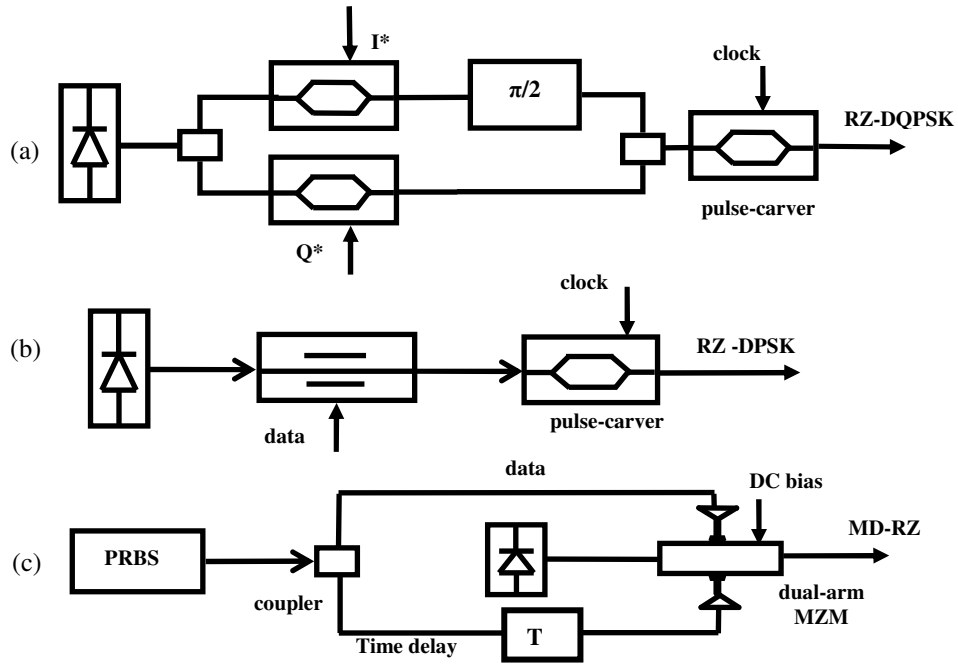 I*
clock
π/2
RZ-DQPSK
(a)
pulse-carver
Q*
clock
(b)
RZ -DPSK
data
pulse-carver
data
DC bias
PRBS
MD-RZ
(c)
coupler
dual-arm
MZM
Time delay
T